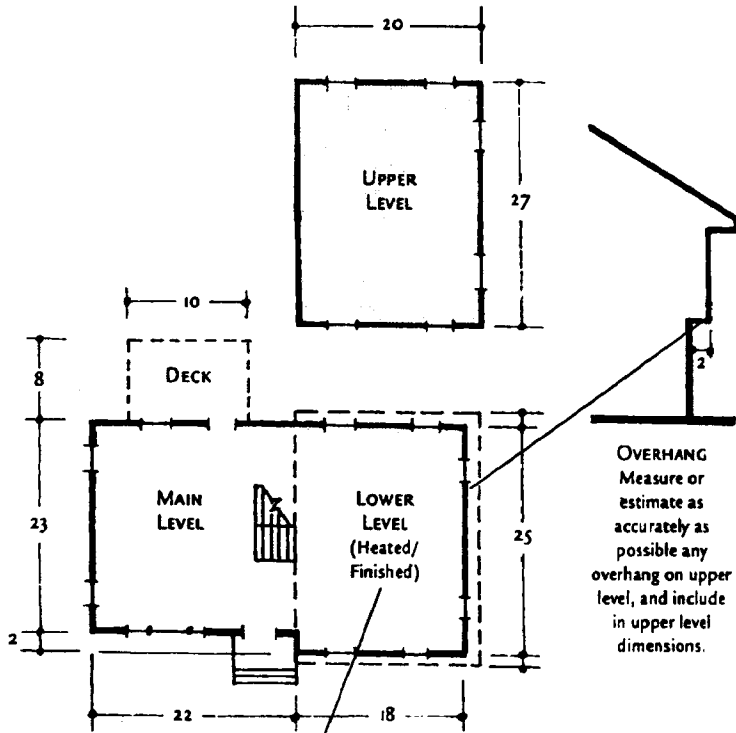 20
UPPER
LEVEL
27
10
8
DECK
2
MAIN
LEVEL
LOWER
LEVEL
(Heated/
Finished)
23
25
2
22
18
OVERHANG
Measure or
estimate as
accurately as
possible any
overhang on upper
level, and include
in upper level
dimensions.